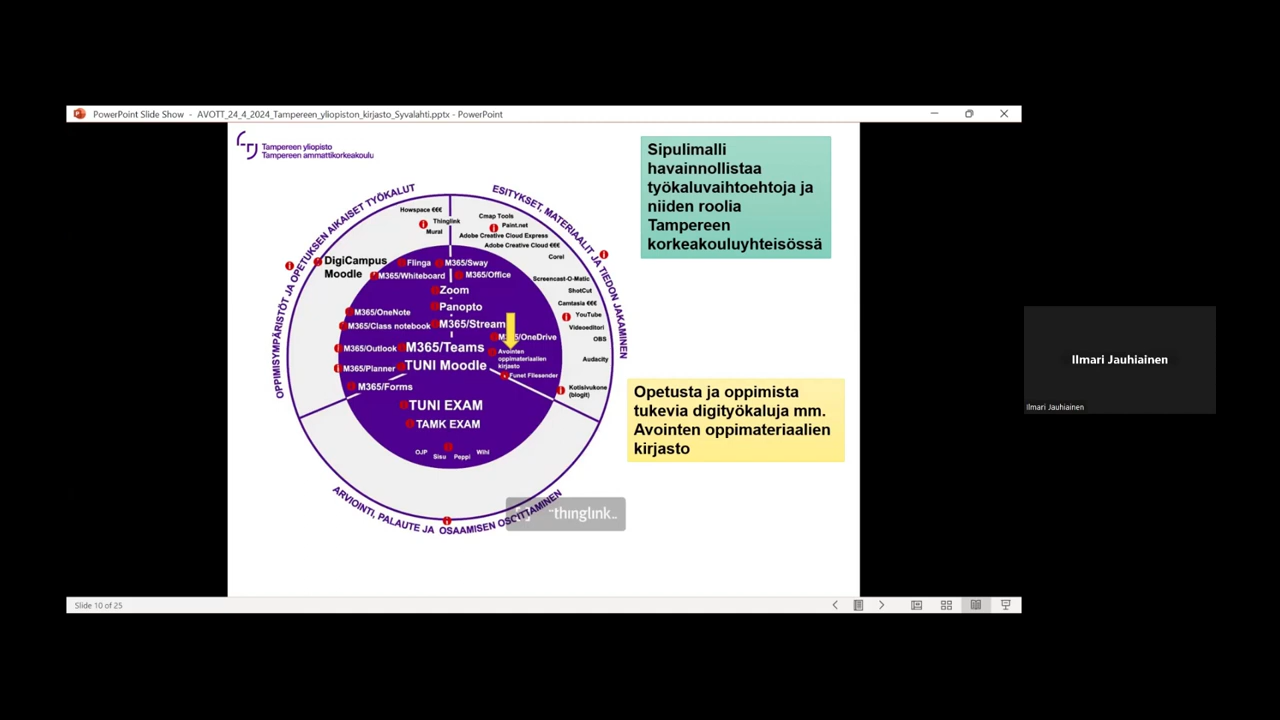 PowerPoint Slide Show - AVOTT_24_4_2024_Tampereen_yliopiston_kirjasto_Syvalahti.pptx - PowerPoint
Tampereen yliopisto
Tampereen ammattikorkeakoulu
Sipulimalli
havainnollistaa
työkaluvaihtoehtoja ja
niiden roolia
Tampereen
korkeakouluyhteisössä
OPPIMISYMPÄRISTÖT JA OPETUKSEN AIKAISET TYÖKALUT
ESITYKSET, MATERIAALIT JA TIEDON JAKAMINEN
Howspace €€€
Thinglink
Mural
Cmap Tools
Paint.net
Adobe Creative Cloud Express
Adobe Creative Cloud €€€
Corel
Screencast-O-Matic
ShotCut
Camtasia €€€
YouTube
Videoeditori
OBS
Audacity
Kotisivukone
(blogit)
DigiCampus
Moodle
Flinga
M365/Sway
M365/Whiteboard
M365/Office
Zoom
Panopto
M365/OneNote
M365/Class notebook
M365/Stream
M365/OneDrive
M365/Outlook
M365/Teams
Avointen
oppimateriaalien
kirjasto
M365/Planner
TUNI Moodle
Funet Filesender
M365/Forms
TUNI EXAM
TAMK EXAM
OJP
Sisu
Peppi
Wihi
ARVIOINTI, PALAUTE JA OSAAMISEN OSOITTAMINEN
thinglink..
Opetusta ja oppimista
tukevia digityökaluja mm.
Avointen oppimateriaalien
kirjasto
Ilmari Jauhiainen
Ilmari Jauhiainen
Slide 10 of 25